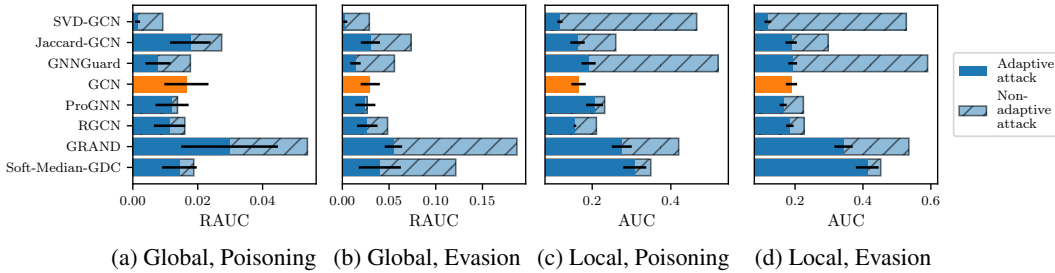 SVD-GCN
Jaccard-GCN
GNNGuard
GCN
ProGNN
RGCN
GRAND
Soft-Median-GDC
0.00 0.02 0.04
RAUC
0.00 0.05 0.10 0.15
RAUC
0.2 0.4
AUC
0.2 0.4 0.6
AUC
Adaptive
attack
Non-
adaptive
attack
(a) Global, Poisoning (b) Global, Evasion (c) Local, Poisoning (d) Local, Evasion